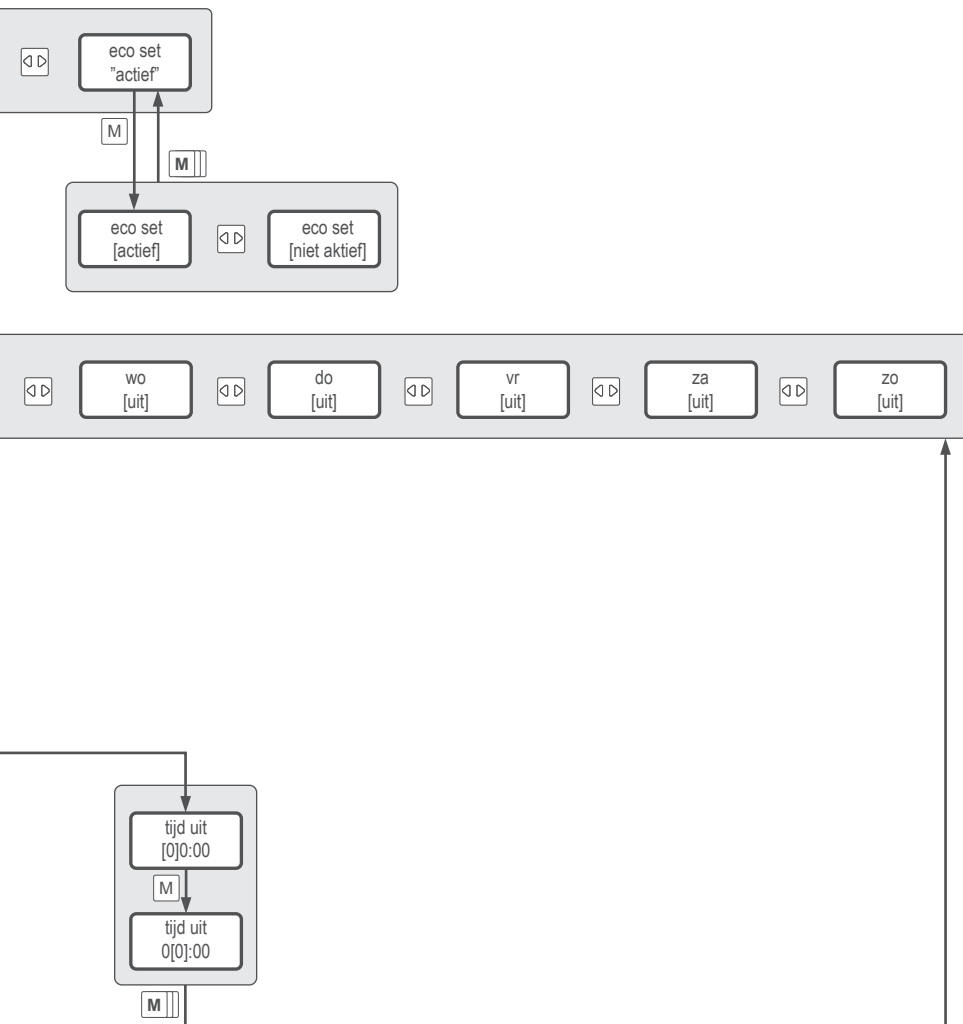 eco set
”actief”
M
M
eco set
[actief]
eco set
[niet aktief]
wo
[uit]
do
[uit]
vr
[uit]
za
[uit]
zo
[uit]
tijd uit
[0]0:00
M
tijd uit
0[0]:00
M